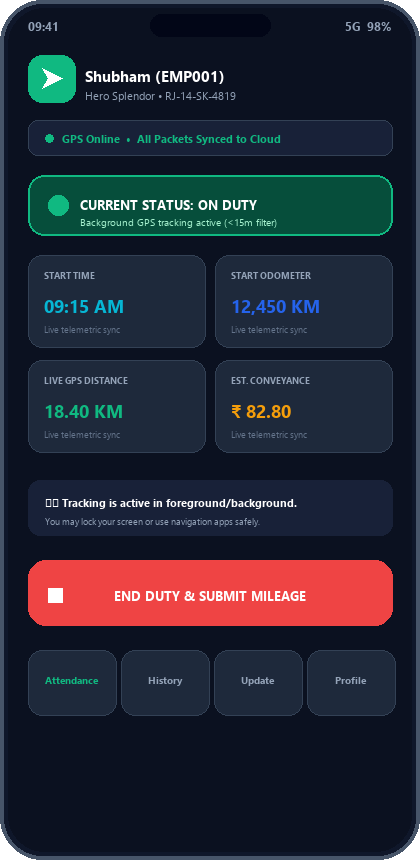 09:41
5G 98%
Shubham (EMP001)
Hero Splendor • RJ-14-SK-4819
GPS Online • All Packets Synced to Cloud
CURRENT STATUS: ON DUTY
Background GPS tracking active (<15m filter)
START TIME
09:15 AM
Live telemetric sync
START ODOMETER
12,450 KM
Live telemetric sync
LIVE GPS DISTANCE
18.40 KM
Live telemetric sync
EST. CONVEYANCE
₹ 82.80
Live telemetric sync
Tracking is active in foreground/background.
You may lock your screen or use navigation apps safely.
END DUTY & SUBMIT MILEAGE
Attendance
History
Update
Profile